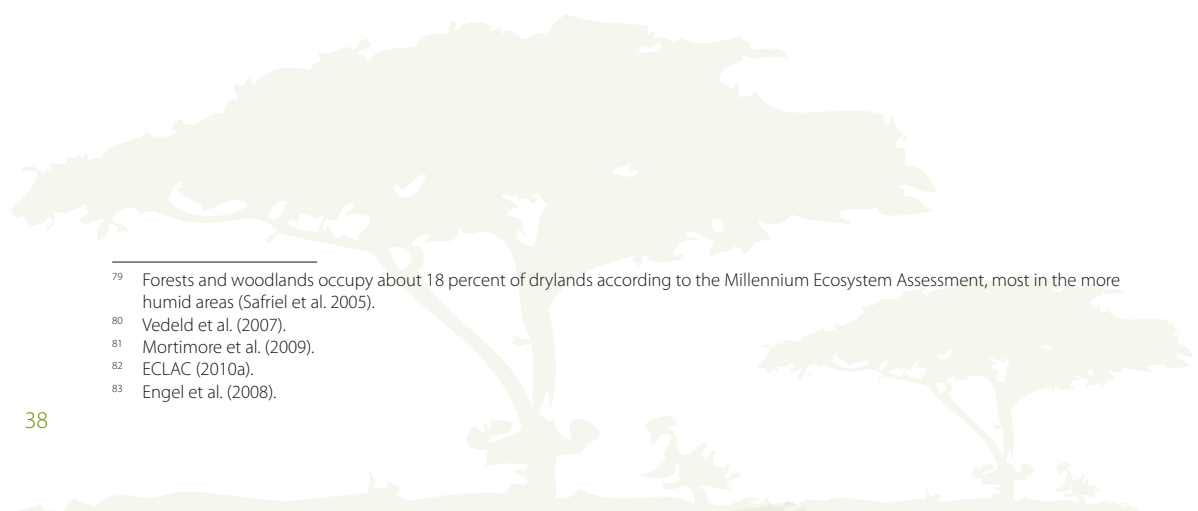 79 Forests and woodlands occupy about 18 percent of drylands according to the Millennium Ecosystem Assessment, most in the more
humid areas (Safriel et al. 2005).
80 Vedeld et al. (2007).
81 Mortimore et al. (2009).
82 ECLAC (2010a).
83 Engel et al. (2008).
38